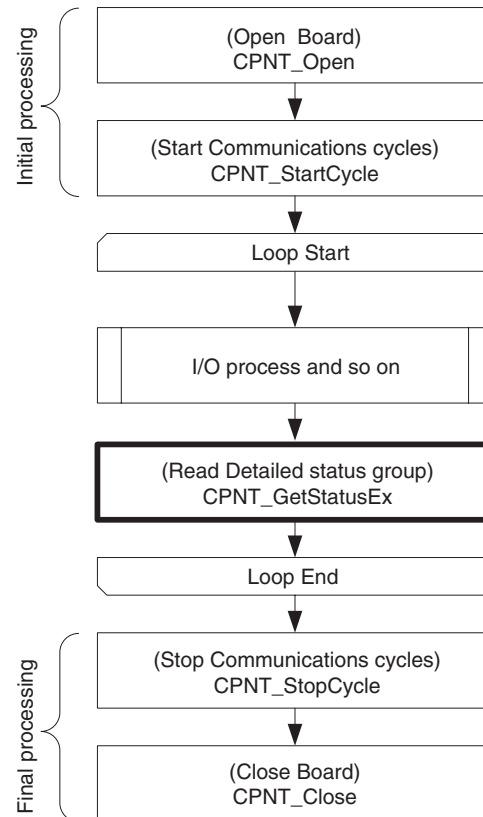 Initial processing
(Open Board)
CPNT_Open
(Start Communications cycles)
CPNT_StartCycle
Loop Start
I/O process and so on
(Read Detailed status group)
CPNT_GetStatusEx
Loop End
Final processing
(Stop Communications cycles)
CPNT_StopCycle
(Close Board)
CPNT_Close